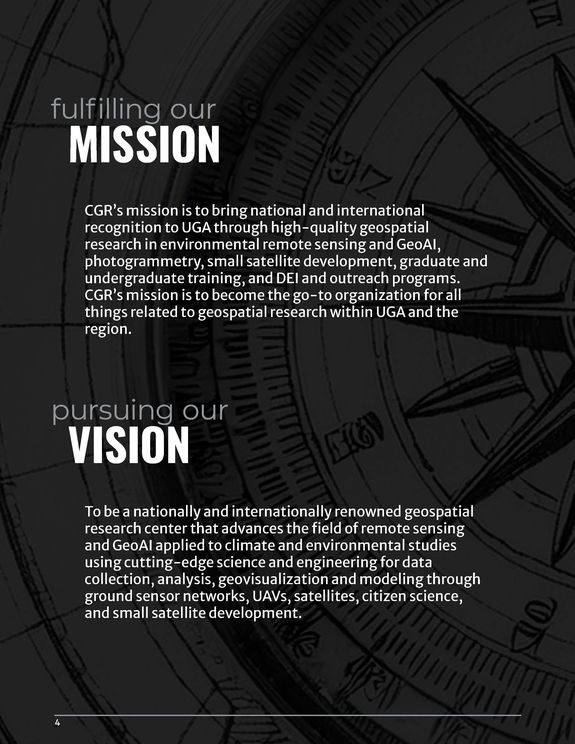 fulfilling our
MISSION
CGR's mission is to bring national and international
recognition to UGA through high-quality geospatial
research in environmental remote sensing and GeoAI,
photogrammetry, small satellite development, graduate and
undergraduate training, and DEI and outreach programs.
CGR's mission is to become the go-to organization for all
things related to geospatial research within UGA and the
region.
pursuing our
VISION
To be a nationally and internationally renowned geospatial
research center that advances the field of remote sensing
and GeoAI applied to climate and environmental studies
using cutting-edge science and engineering for data
collection, analysis, geovisualization and modeling through
ground sensor networks, UAVs, satellites, citizen science,
and small satellite development.
4